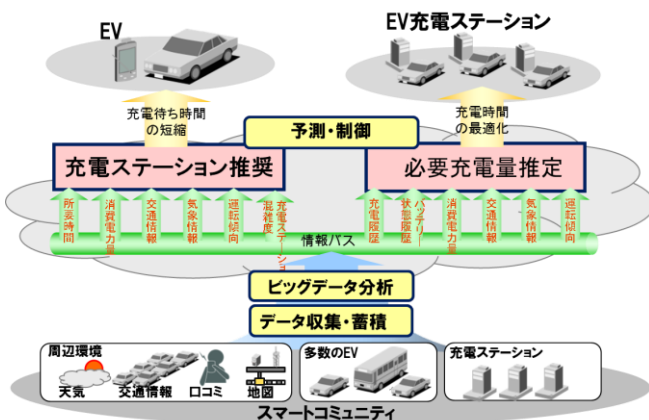 EV
EV充電ステーション
充電待ち時間
の短縮
充電時間
の最適化
予測・制御
充電ステーション推奨
必要充電量推定
所要時間
消費電力量
交通情報
気象情報
運転傾向
充電ステーション
混雑度
充電履歴
バッテリー
状態履歴
消費電力量
交通情報
気象情報
運転傾向
情報バス
ビッグデータ分析
データ収集・蓄積
周辺環境
天気
交通情報
口コミ
地図
多数のEV
充電ステーション
スマートコミュニティ